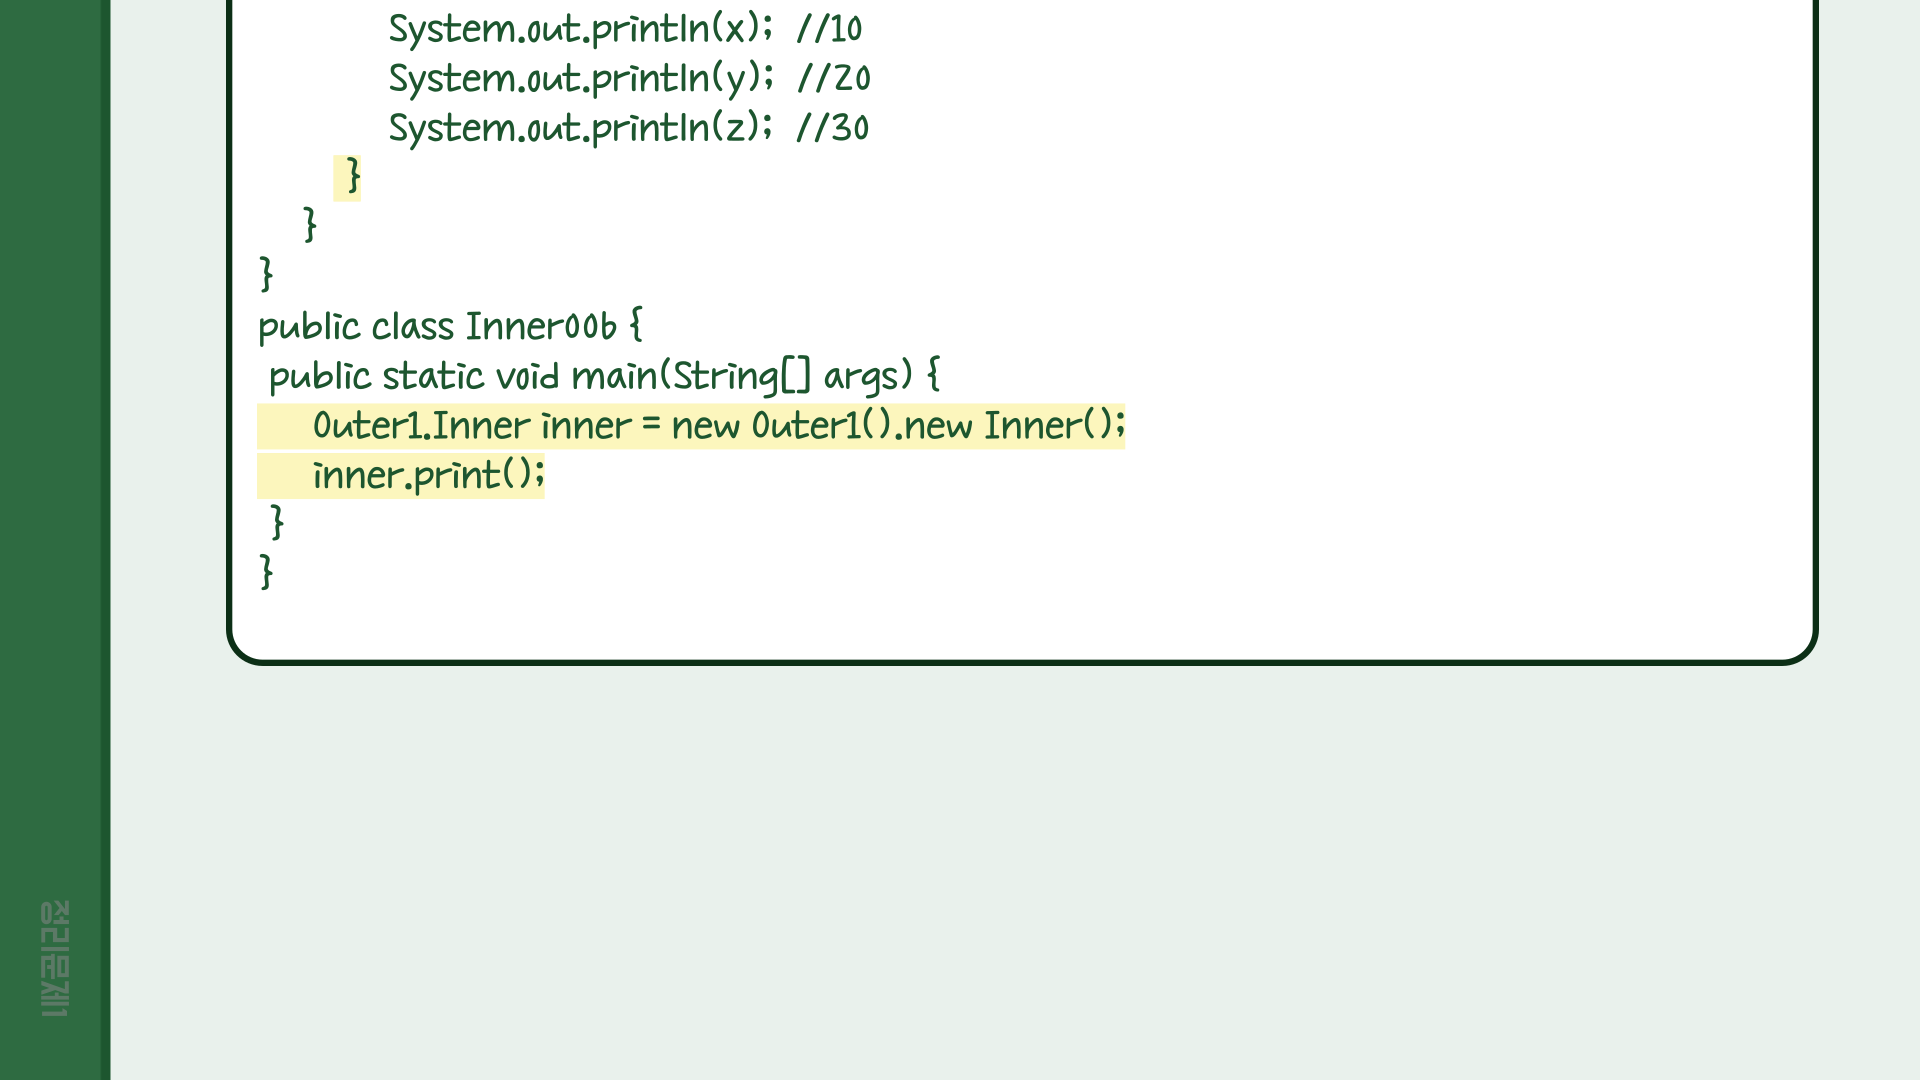 System.out.println(x);  //10
System.out.println(y);  //20
System.out.println(z);  //30
}
}
}
public class Inner00b {
public static void main(String[] args) {
Outer1.Inner inner = new Outer1().new Inner();
inner.print();
}
}
정리문제1